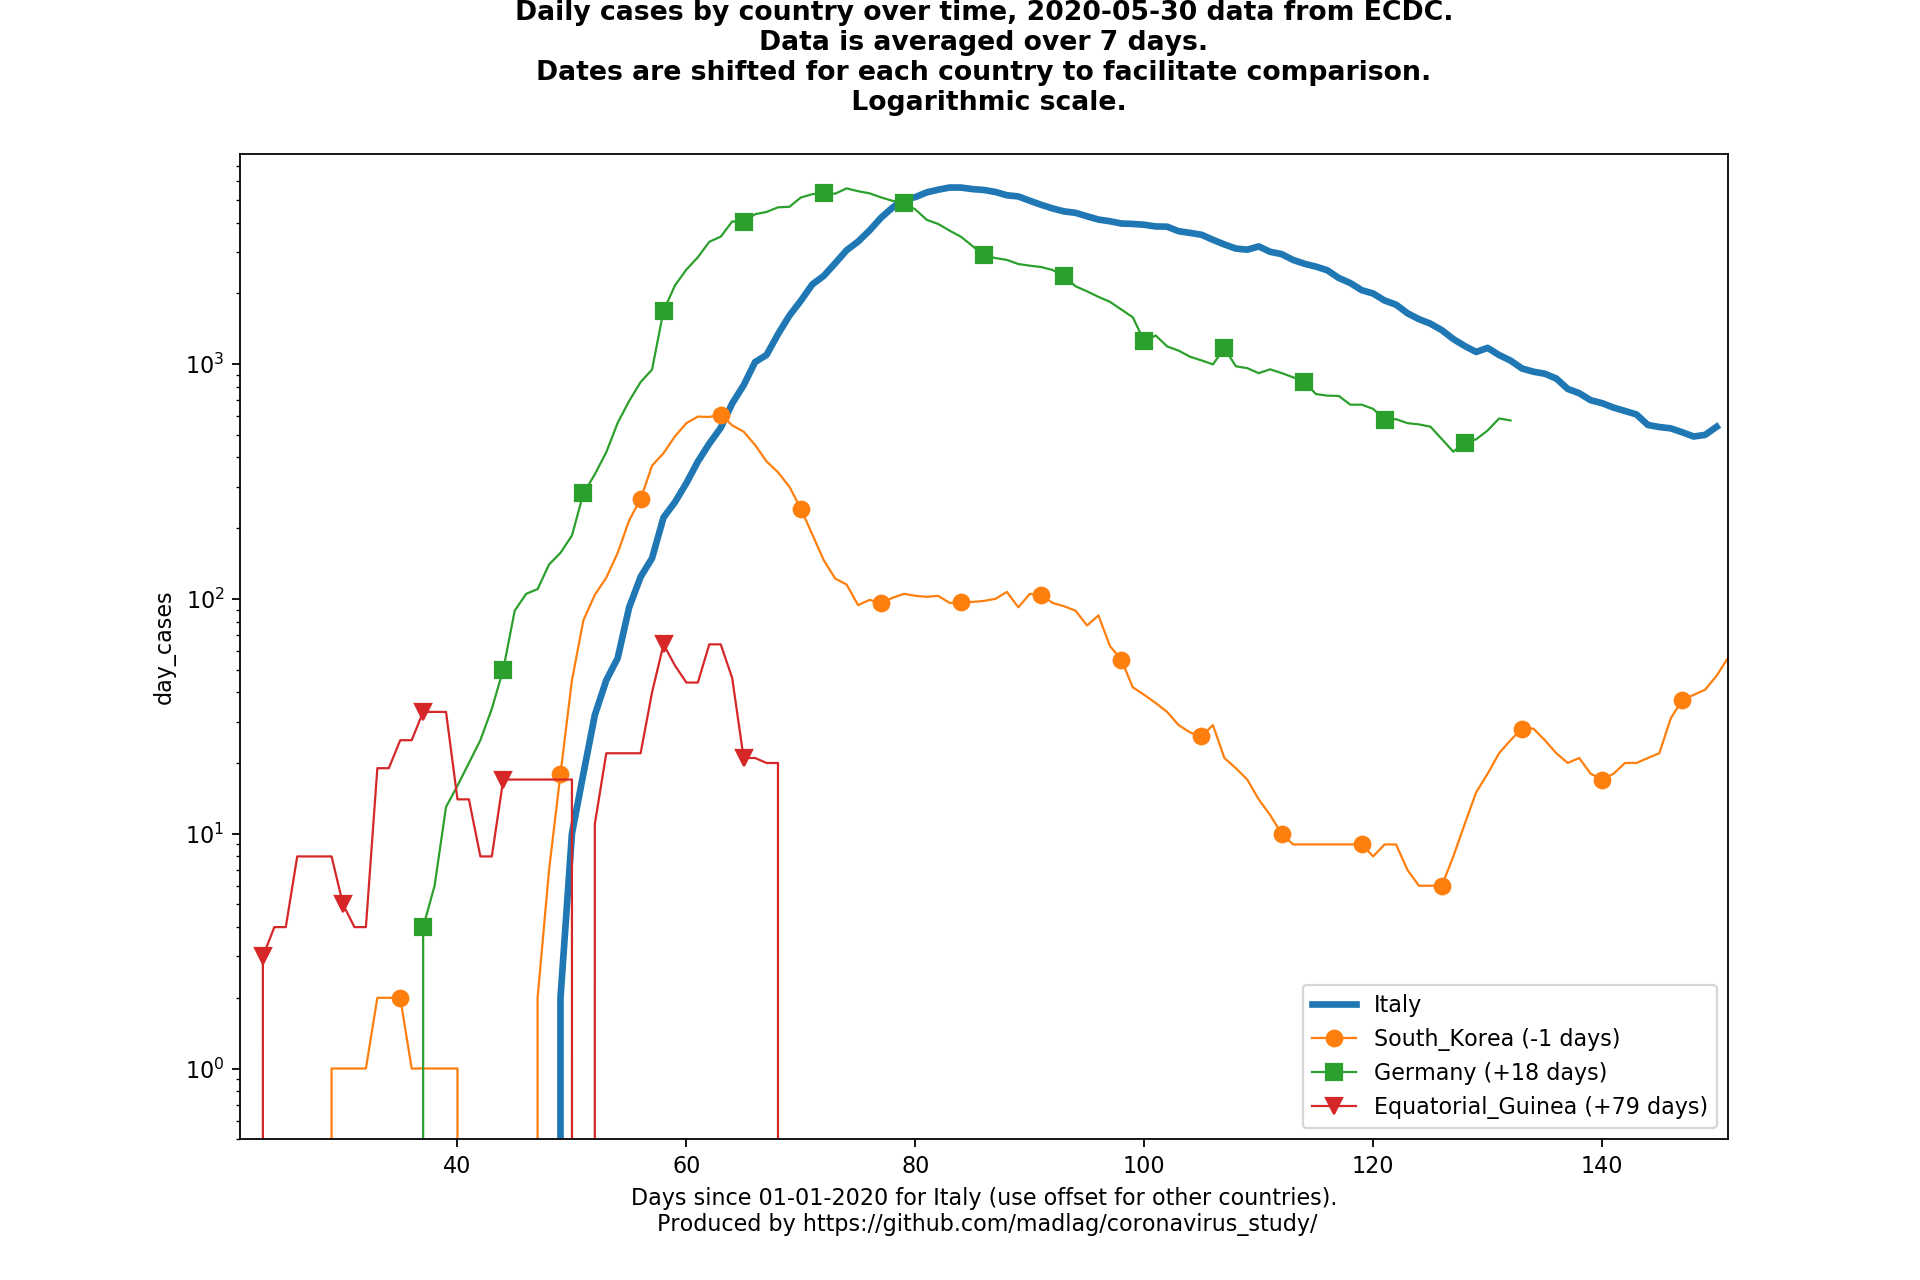 Daily cases by country over time, 2020-05-30 data from ECDC.
Data is averaged over 7 days.
Dates are shifted for each country to facilitate comparison.
Logarithmic scale.
10³
10²
10¹
10⁰
day_cases
Italy
South_Korea (-1 days)
Germany (+18 days)
Equatorial_Guinea (+79 days)
40 60 80 100 120 140
Days since 01-01-2020 for Italy (use offset for other countries).
Produced by https://github.com/madlag/coronavirus_study/